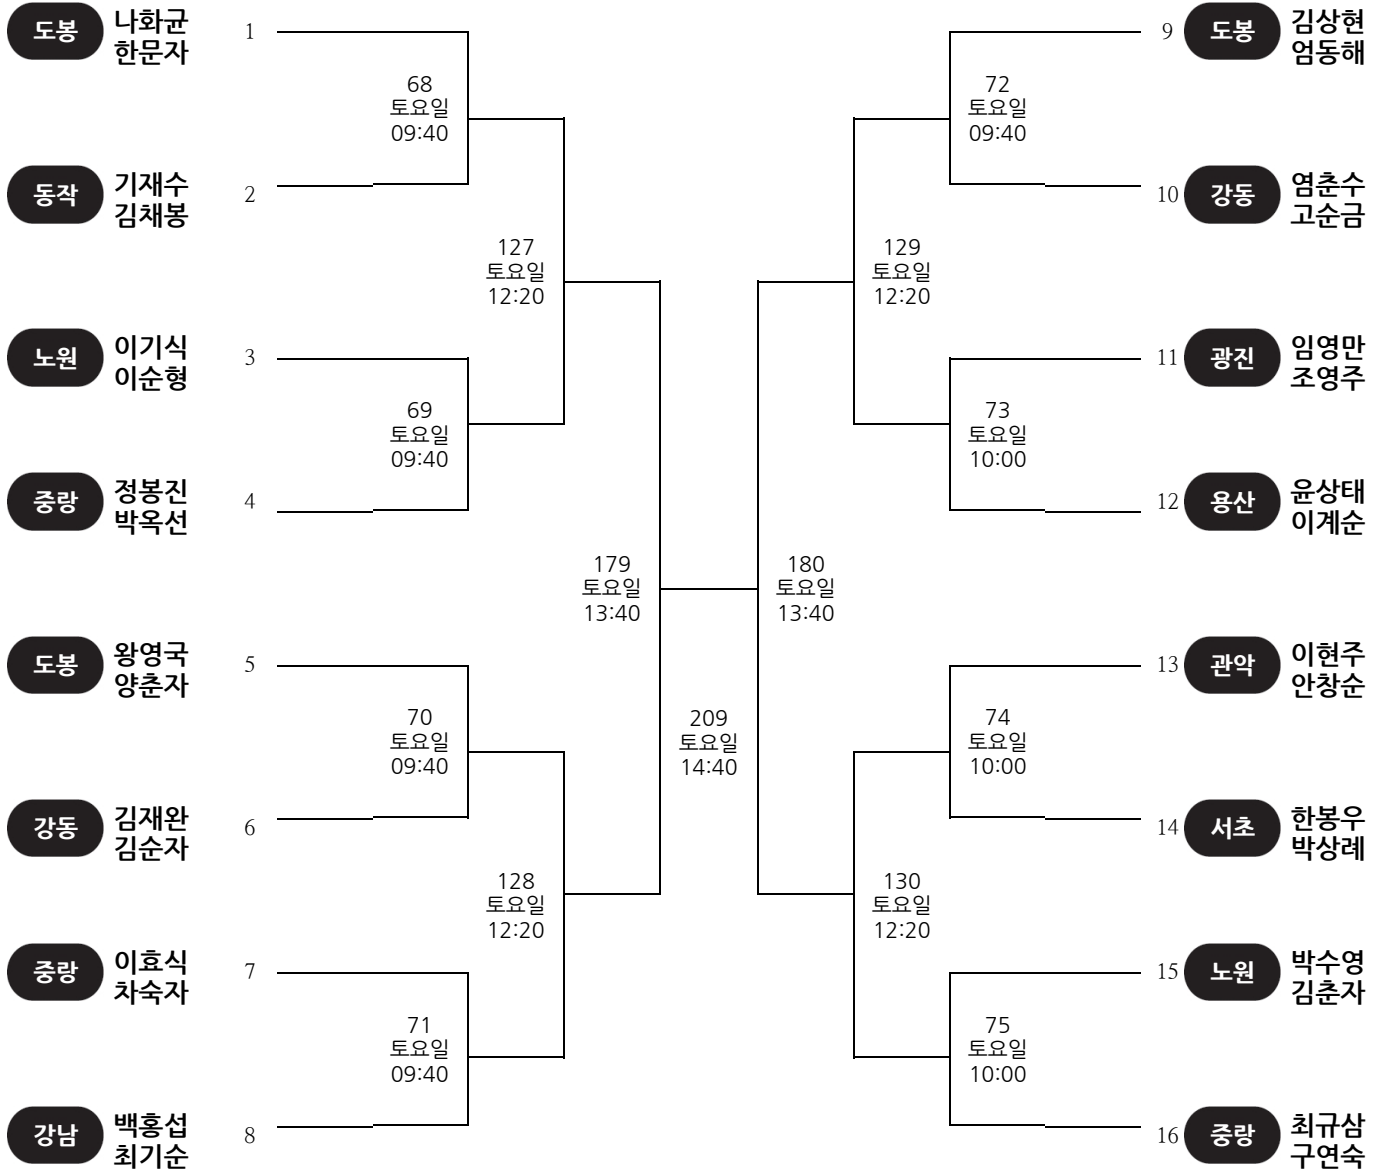 도봉
나화균
한문자
1
68
토요일
09:40
동작
기재수
김채봉
2
127
토요일
12:20
노원
이기식
이순형
3
69
토요일
09:40
중랑
정봉진
박옥선
4
179
토요일
13:40
도봉
왕영국
양춘자
5
70
토요일
09:40
강동
김재완
김순자
6
128
토요일
12:20
중랑
이효식
차숙자
7
71
토요일
09:40
강남
백홍섭
최기순
8
209
토요일
14:40
9
도봉
김상현
엄동해
72
토요일
09:40
10
강동
염춘수
고순금
129
토요일
12:20
11
광진
임영만
조영주
73
토요일
10:00
12
용산
윤상태
이계순
180
토요일
13:40
13
관악
이현주
안창순
74
토요일
10:00
14
서초
한봉우
박상례
130
토요일
12:20
15
노원
박수영
김춘자
75
토요일
10:00
16
중랑
최규삼
구연숙